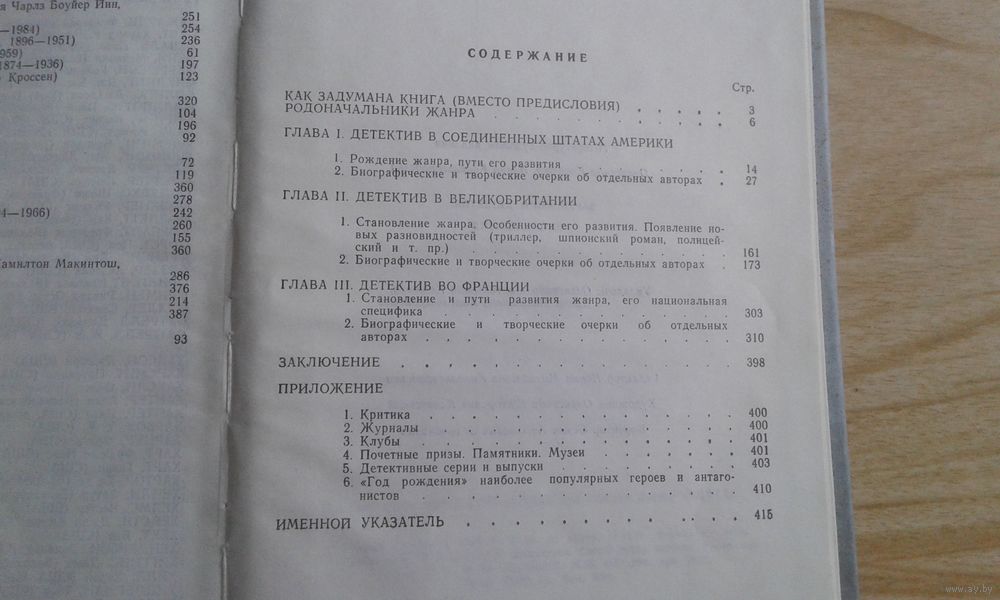 я Чарлз Боуйер Иин,
251
—1984) 254
1896—1951) 236
959) 61
1874—1936) 197
Кроссен) 123
320
104
196
92
72
119
360
278
4—1966) 242
260
155
360
амилтон Макинтош,
286
376
214
387
93
СОДЕРЖАНИЕ
Стр.
КАК ЗАДУМАНА КНИГА (ВМЕСТО ПРЕДИСЛОВИЯ) . . . . . 3
РОДОНАЧАЛЬНИКИ ЖАНРА . . . . . . . . . . 6
ГЛАВА I. ДЕТЕКТИВ В СОЕДИНЕННЫХ ШТАТАХ АМЕРИКИ
1. Рождение жанра, пути его развития . . . . . . . . 14
2. Биографические и творческие очерки об отдельных авторах . 27
ГЛАВА II. ДЕТЕКТИВ В ВЕЛИКОБРИТАНИИ
1. Становление жанра. Особенности его развития. Появление но-
вых разновидностей (триллер, шпионский роман, полицей-
ский и т. пр.) . . . . . . . . . . . . 161
2. Биографические и творческие очерки об отдельных авторах . 173
ГЛАВА III. ДЕТЕКТИВ ВО ФРАНЦИИ
1. Становление и пути развития жанра, его национальная
специфика . . . . . . . . . . . . . 303
2. Биографические и творческие очерки об отдельных
авторах . . . . . . . . . . . . . . 310
ЗАКЛЮЧЕНИЕ . . . . . . . . . . . . . . 398
ПРИЛОЖЕНИЕ
1. Критика . . . . . . . . . . . . . . 400
2. Журналы . . . . . . . . . . . . . . 400
3. Клубы . . . . . . . . . . . . . . 401
4. Почетные призы. Памятники. Музеи . . . . . . . 401
5. Детективные серии и выпуски . . . . . . . . . 403
6. «Год рождения» наиболее популярных героев и антаго-
нистов . . . . . . . . . . . . . . 410
ИМЕННОЙ УКАЗАТЕЛЬ . . . . . . . . . . . . . 415
www.ay.by